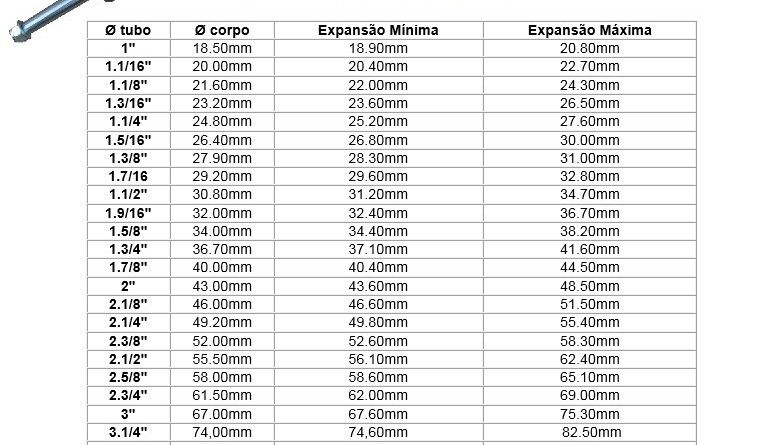 Ø tubo Ø corpo Expansão Mínima Expansão Máxima
1" 18.50mm 18.90mm 20.80mm
1.1/16" 20.00mm 20.40mm 22.70mm
1.1/8" 21.60mm 22.00mm 24.30mm
1.3/16" 23.20mm 23.60mm 26.50mm
1.1/4" 24.80mm 25.20mm 27.60mm
1.5/16" 26.40mm 26.80mm 30.00mm
1.3/8" 27.90mm 28.30mm 31.00mm
1.7/16 29.20mm 29.60mm 32.80mm
1.1/2" 30.80mm 31.20mm 34.70mm
1.9/16" 32.00mm 32.40mm 36.70mm
1.5/8" 34.00mm 34.40mm 38.20mm
1.3/4" 36.70mm 37.10mm 41.60mm
1.7/8" 40.00mm 40.40mm 44.50mm
2" 43.00mm 43.60mm 48.50mm
2.1/8" 46.00mm 46.60mm 51.50mm
2.1/4" 49.20mm 49.80mm 55.40mm
2.3/8" 52.00mm 52.60mm 58.30mm
2.1/2" 55.50mm 56.10mm 62.40mm
2.5/8" 58.00mm 58.60mm 65.10mm
2.3/4" 61.50mm 62.00mm 69.00mm
3" 67.00mm 67.60mm 75.30mm
3.1/4" 74,00mm 74,60mm 82.50mm